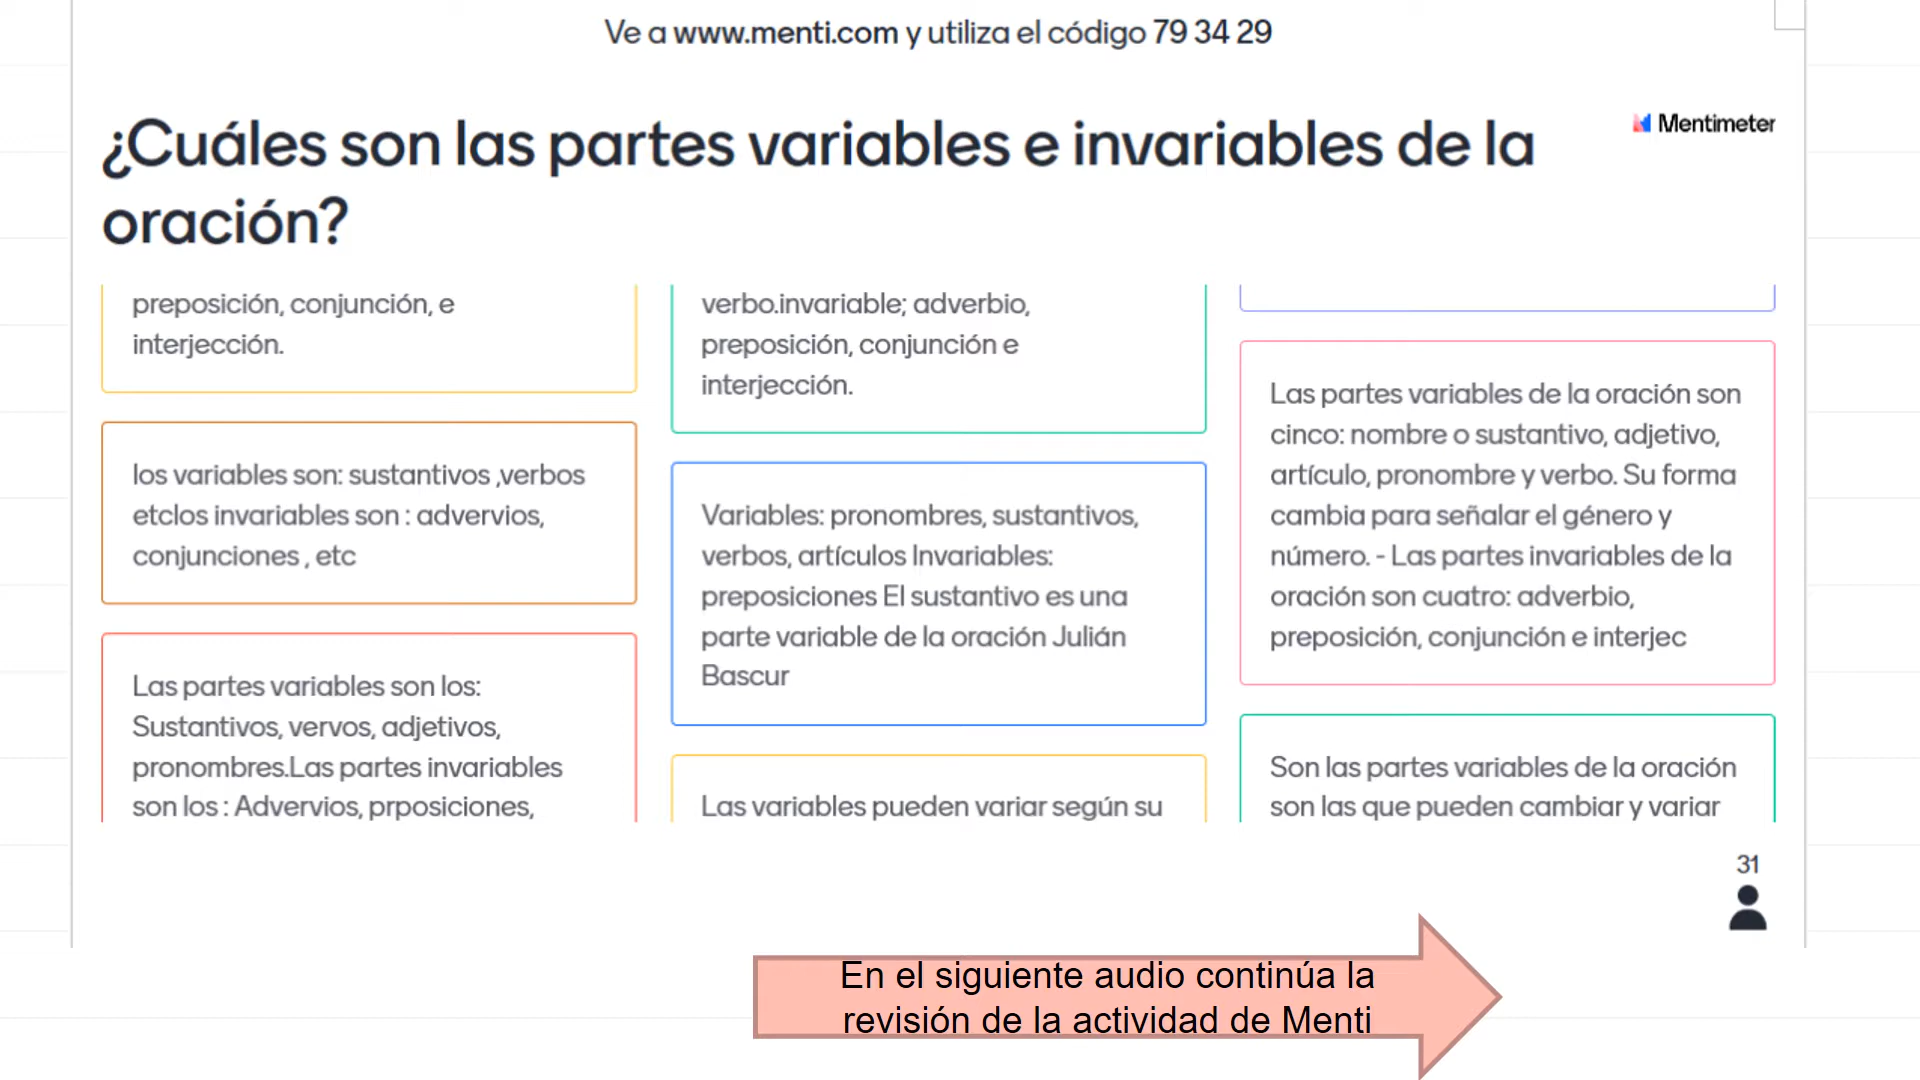 Ve a www.menti.com y utiliza el código 79 34 29
Mentimeter
¿Cuáles son las partes variables e invariables de la
oración?
preposición, conjunción, e
interjección.
los variables son: sustantivos ,verbos
etclos invariables son : advervios,
conjunciones , etc
Las partes variables son los:
Sustantivos, vervos, adjetivos,
pronombres.Las partes invariables
son los : Advervios, prposiciones,
verbo.invariable; adverbio,
preposición, conjunción e
interjección.
Variables: pronombres, sustantivos,
verbos, artículos Invariables:
preposiciones El sustantivo es una
parte variable de la oración Julián
Bascur
Las variables pueden variar según su
Las partes variables de la oración son
cinco: nombre o sustantivo, adjetivo,
artículo, pronombre y verbo. Su forma
cambia para señalar el género y
número. - Las partes invariables de la
oración son cuatro: adverbio,
preposición, conjunción e interjec
Son las partes variables de la oración
son las que pueden cambiar y variar
31
En el siguiente audio continúa la
revisión de la actividad de Menti